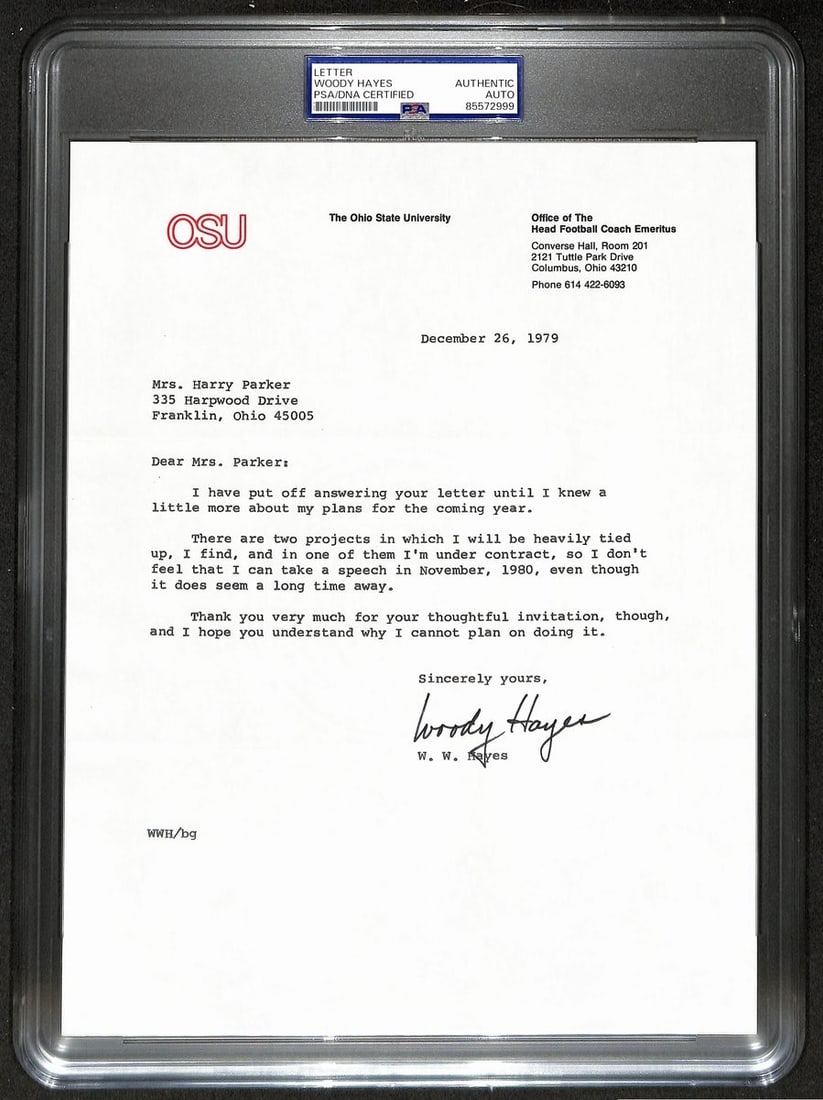 LETTER
WOODY HAYES AUTHENTIC
PSA/DNA CERTIFIED AUTO
PSA 85572999
OSU
The Ohio State University
Office of The
Head Football Coach Emeritus
Converse Hall, Room 201
2121 Tuttle Park Drive
Columbus, Ohio 43210
Phone 614 422-6093
December 26, 1979
Mrs. Harry Parker
335 Harpwood Drive
Franklin, Ohio 45005
Dear Mrs. Parker:
I have put off answering your letter until I knew a
little more about my plans for the coming year.
There are two projects in which I will be heavily tied
up, I find, and in one of them I'm under contract, so I don't
feel that I can take a speech in November, 1980, even though
it does seem a long time away.
Thank you very much for your thoughtful invitation, though,
and I hope you understand why I cannot plan on doing it.
Sincerely yours,
Woody Hayes
W. W. Hayes
WWH/bg